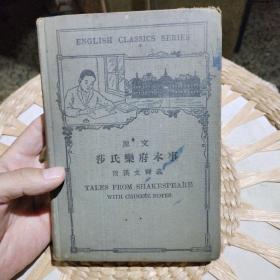 ENGLISH CLASSICS SERIES
原文
莎氏樂府本事
附漢文釋義
TALES FROM SHAKESPEARE
WITH CHINESE NOTES